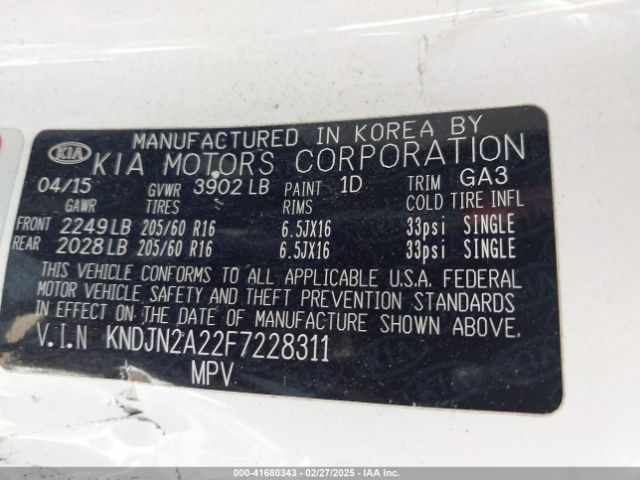 MANUFACTURED IN KOREA BY
KIA KIA MOTORS CORPORATION
04/15 GVWR 3902 LB PAINT 1D TRIM GA3
GAWR TIRES RIMS COLD TIRE INFL
FRONT 2249 LB 205/60 R16 6.5JX16 33psi SINGLE
REAR 2028 LB 205/60 R16 6.5JX16 33psi SINGLE
THIS VEHICLE CONFORMS TO ALL APPLICABLE U.S.A. FEDERAL
MOTOR VEHICLE SAFETY AND THEFT PREVENTION STANDARDS
IN EFFECT ON THE DATE OF MANUFACTURE SHOWN ABOVE.
V.I.N KNDJN2A22F7228311
MPV
000-41680343 | 02/27/2025 - IAA Inc.